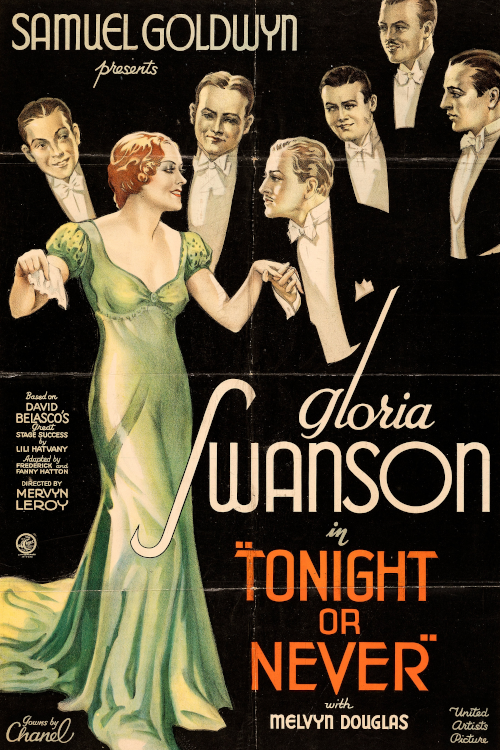 SAMUEL GOLDWYN
presents
Based on
DAVID
BELASCO'S
Great
STAGE SUCCESS
by
LILI HATVANY
Adapted by
FREDERICK and
FANNY HATTON
DIRECTED BY
MERVYN
LEROY
gloria
SWANSON
in
"TONIGHT
OR
NEVER"
with
MELVYN DOUGLAS
Gowns by
Chanel
United
Artists
Picture